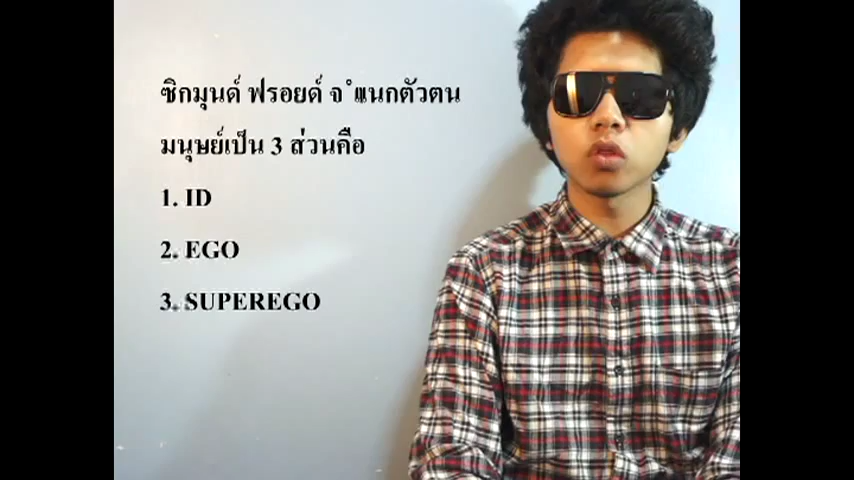 ซิกมุนด์ ฟรอยด์ จำแนกตัวตน
มนุษย์เป็น 3 ส่วนคือ
1. ID
2. EGO
3. SUPEREGO